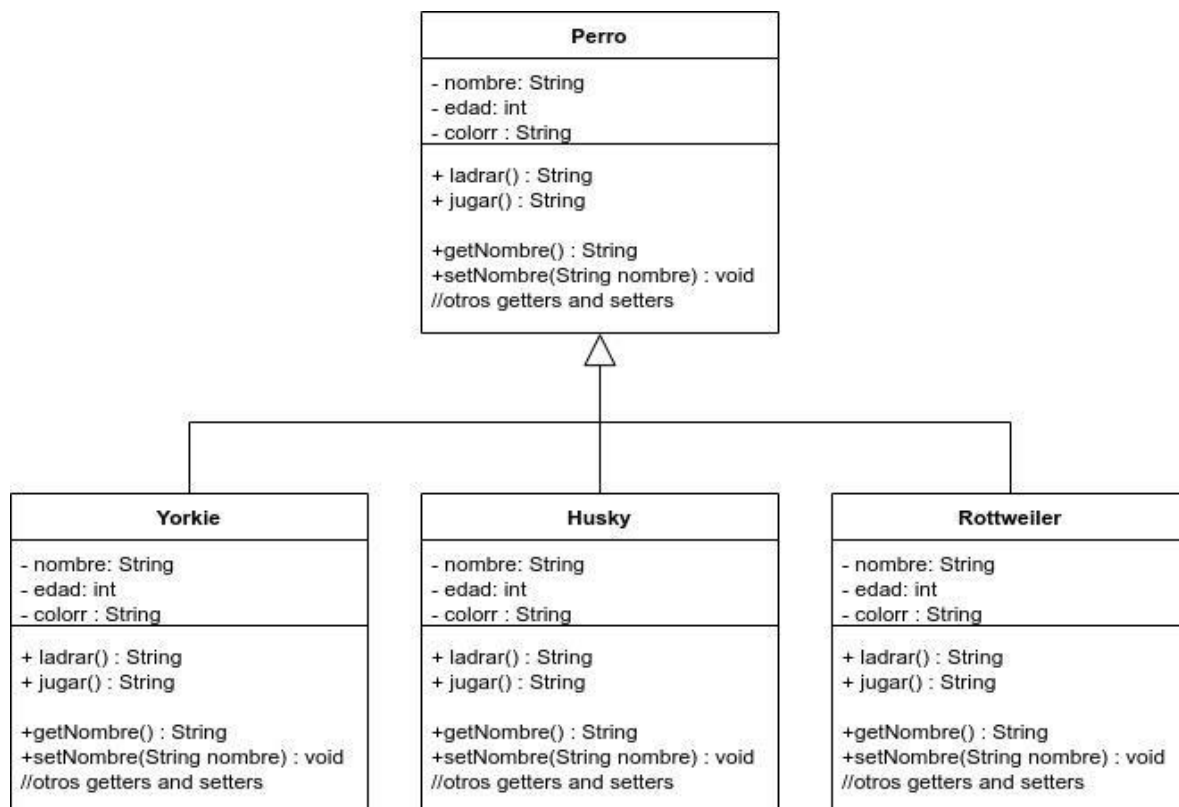 Perro
- nombre: String
- edad: int
- colorr : String
+ ladrar() : String
+ jugar() : String
+getNombre() : String
+setNombre(String nombre) : void
//otros getters and setters
Yorkie
- nombre: String
- edad: int
- colorr : String
+ ladrar() : String
+ jugar() : String
+getNombre() : String
+setNombre(String nombre) : void
//otros getters and setters
Husky
- nombre: String
- edad: int
- colorr : String
+ ladrar() : String
+ jugar() : String
+getNombre() : String
+setNombre(String nombre) : void
//otros getters and setters
Rottweiler
- nombre: String
- edad: int
- colorr : String
+ ladrar() : String
+ jugar() : String
+getNombre() : String
+setNombre(String nombre) : void
//otros getters and setters